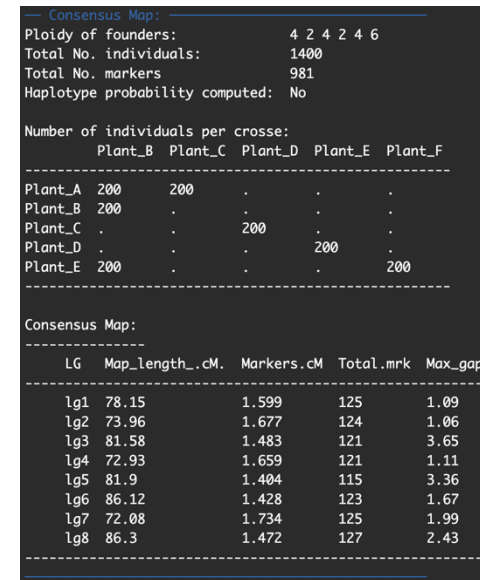 Consensus Map:
Ploidy of founders: 4 2 4 2 4 6
Total No. individuals: 1400
Total No. markers 981
Haplotype probability computed: No
Number of individuals per crosse:
Plant_B Plant_C Plant_D Plant_E Plant_F
Plant_A 200 200 . . .
Plant_B 200 . . . .
Plant_C . . 200 . .
Plant_D . . . 200 .
Plant_E 200 . . . 200
Consensus Map:
LG Map_length_.cM. Markers.cM Total.mrk Max_gap
lg1 78.15 1.599 125 1.09
lg2 73.96 1.677 124 1.06
lg3 81.58 1.483 121 3.65
lg4 72.93 1.659 121 1.11
lg5 81.9 1.404 115 3.36
lg6 86.12 1.428 123 1.67
lg7 72.08 1.734 125 1.99
lg8 86.3 1.472 127 2.43